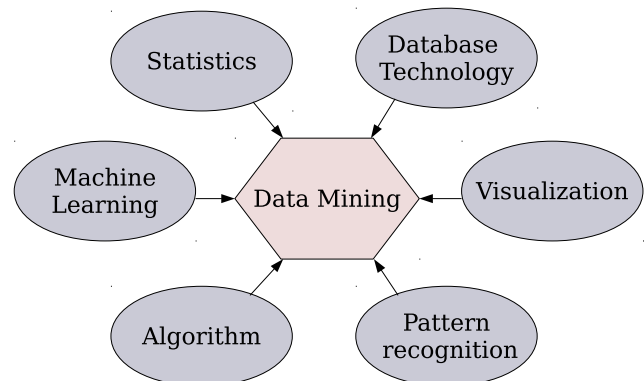 Statistics
Database
Technology
Machine
Learning
Data Mining
Visualization
Algorithm
Pattern
recognition